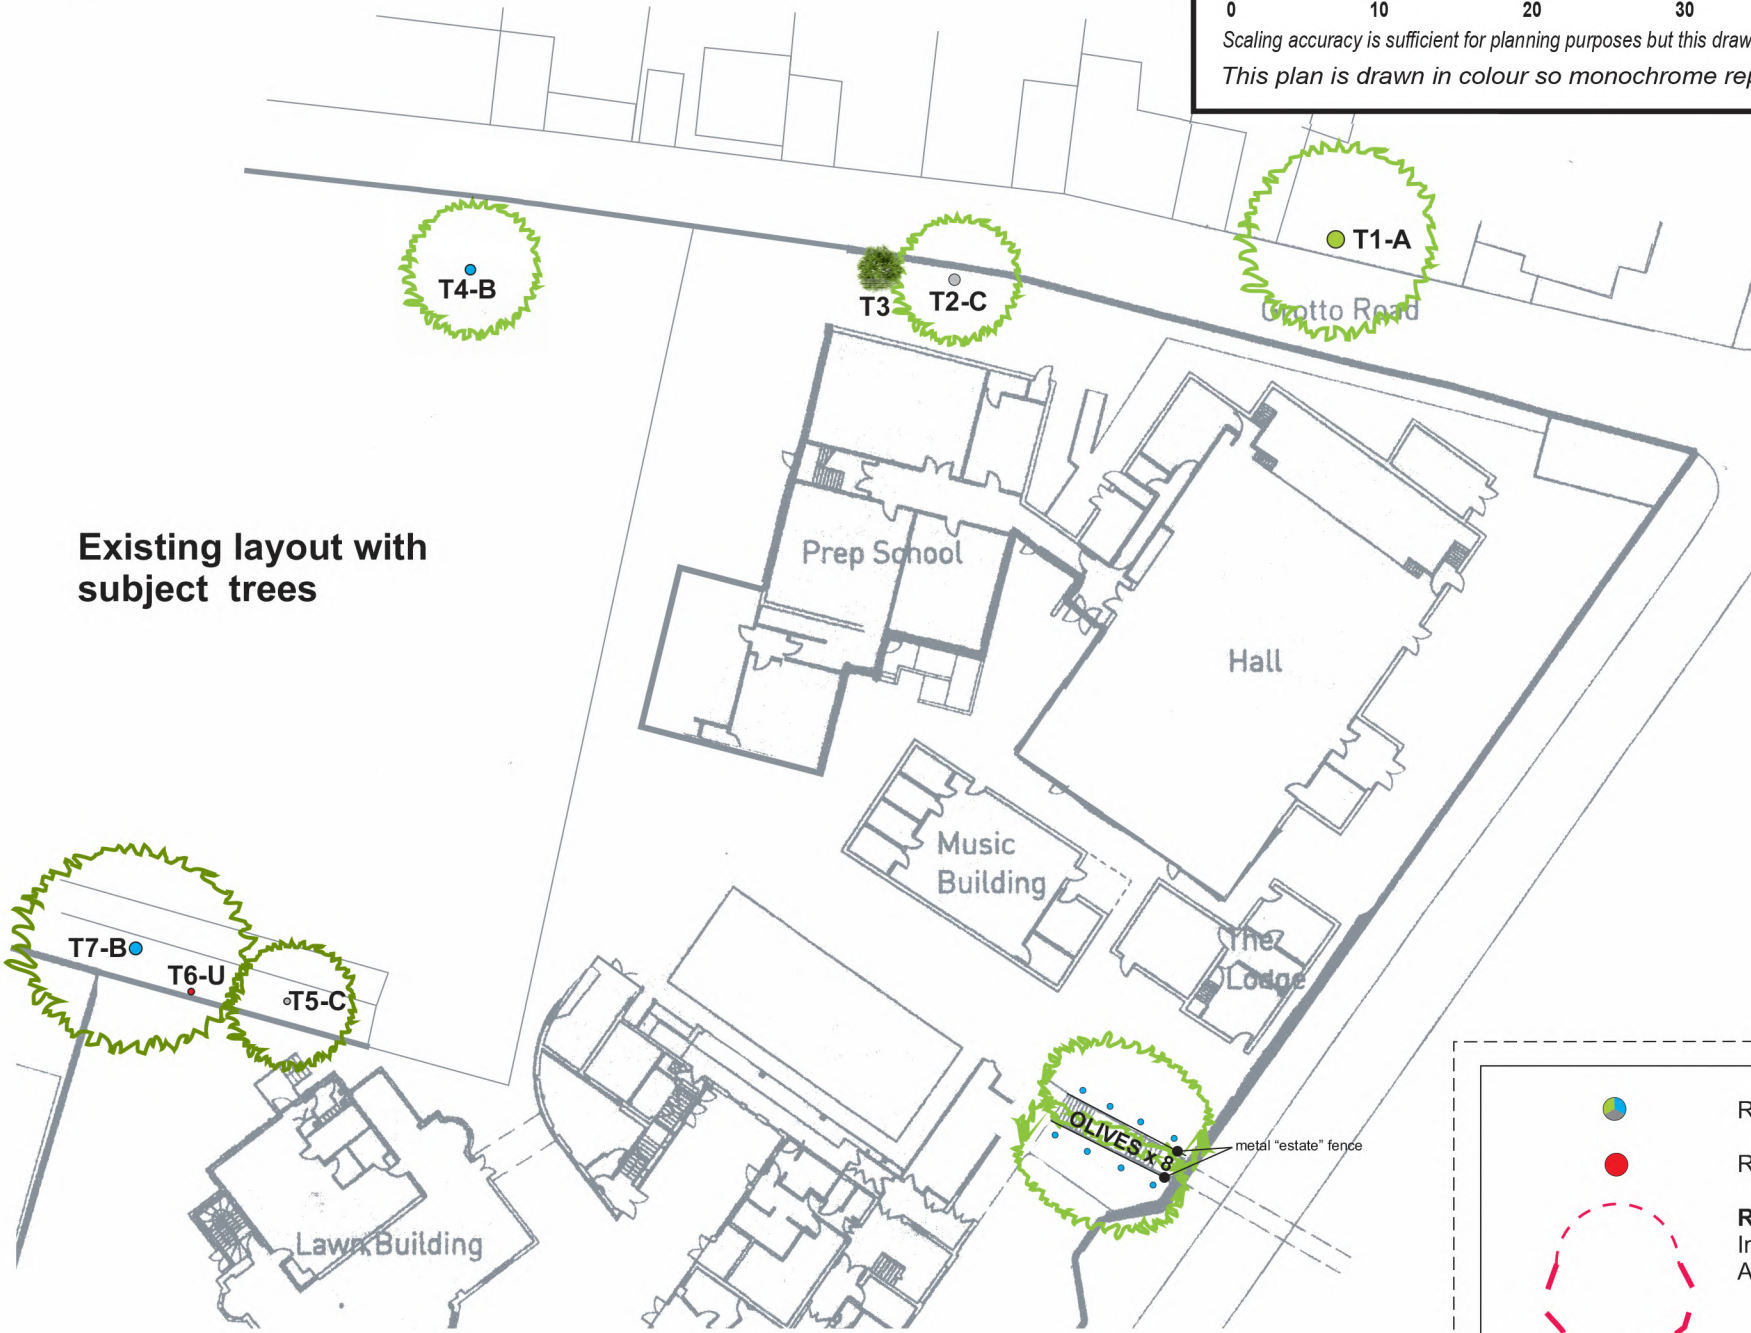 0 10 20 30
Scaling accuracy is sufficient for planning purposes but this draw
This plan is drawn in colour so monochrome rep
T1-A
T4-B
T3
T2-C
Grotto Road
Existing layout with
subject trees
Prep School
Hall
Music
Building
The
Lodge
T7-B
T6-U
T5-C
OLIVES x 8
metal "estate" fence
Lawn Building
R
R
R
In
A